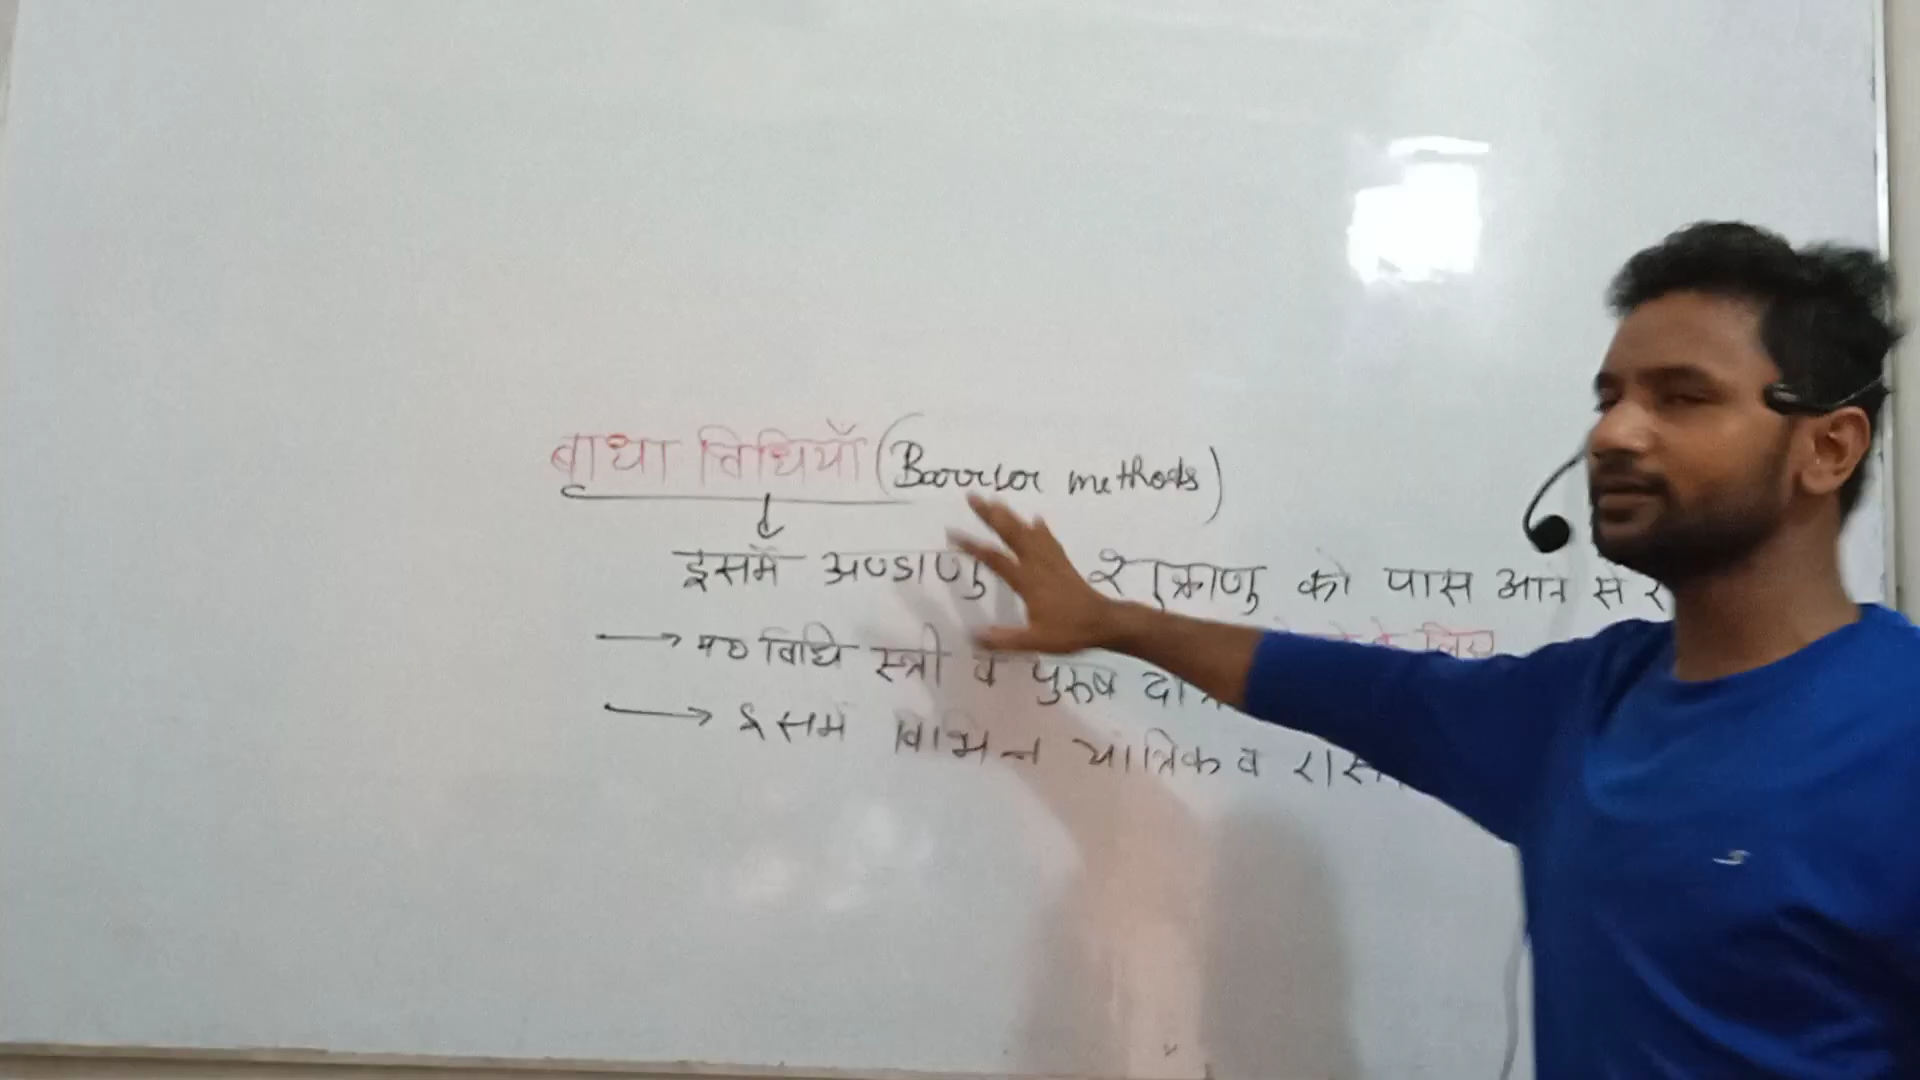 बाधा विधियाँ (Barrier methods)
इसमें अण्डाणु शुक्राणु को पास आने से
के लिए
→ यह विधि स्त्री व पुरुष
→ इसमें विभिन्न यांत्रिक व